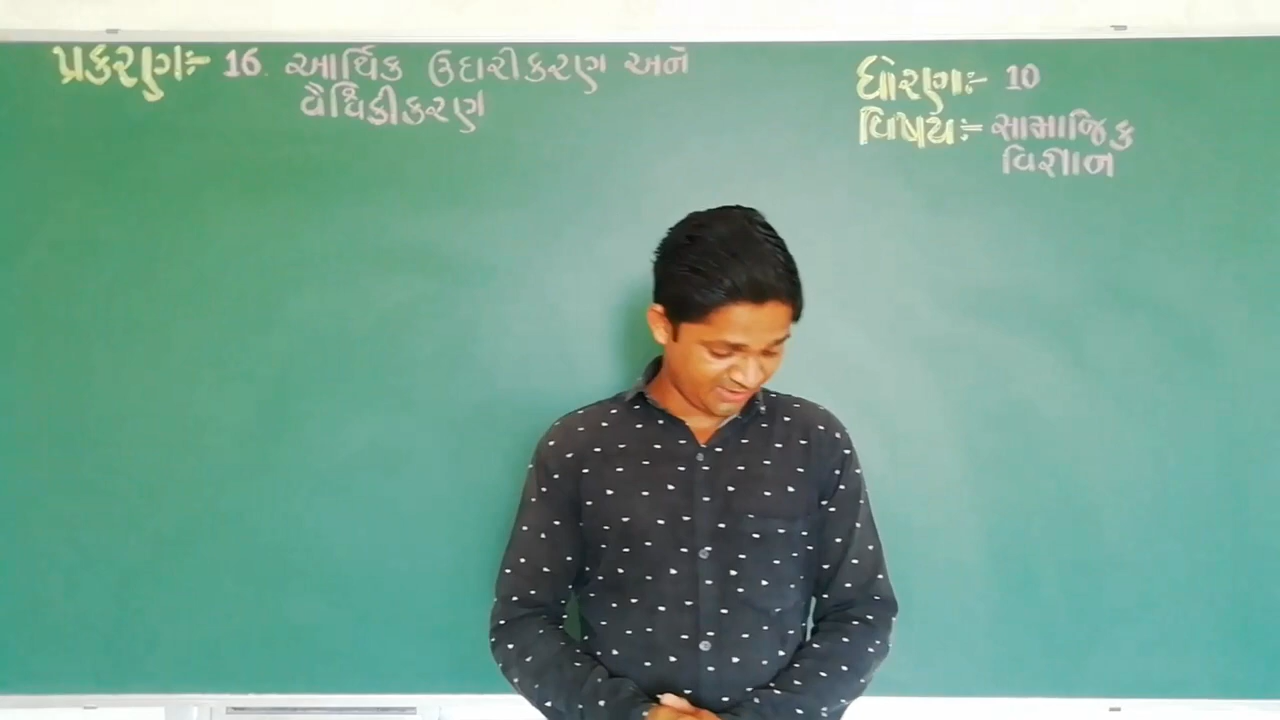 પ્રકરણઃ- 16. આર્થિક ઉદારીકરણ અને
વૈશ્વિકીકરણ
ધોરણઃ- 10
વિષયઃ- સામાજિક
વિજ્ઞાન